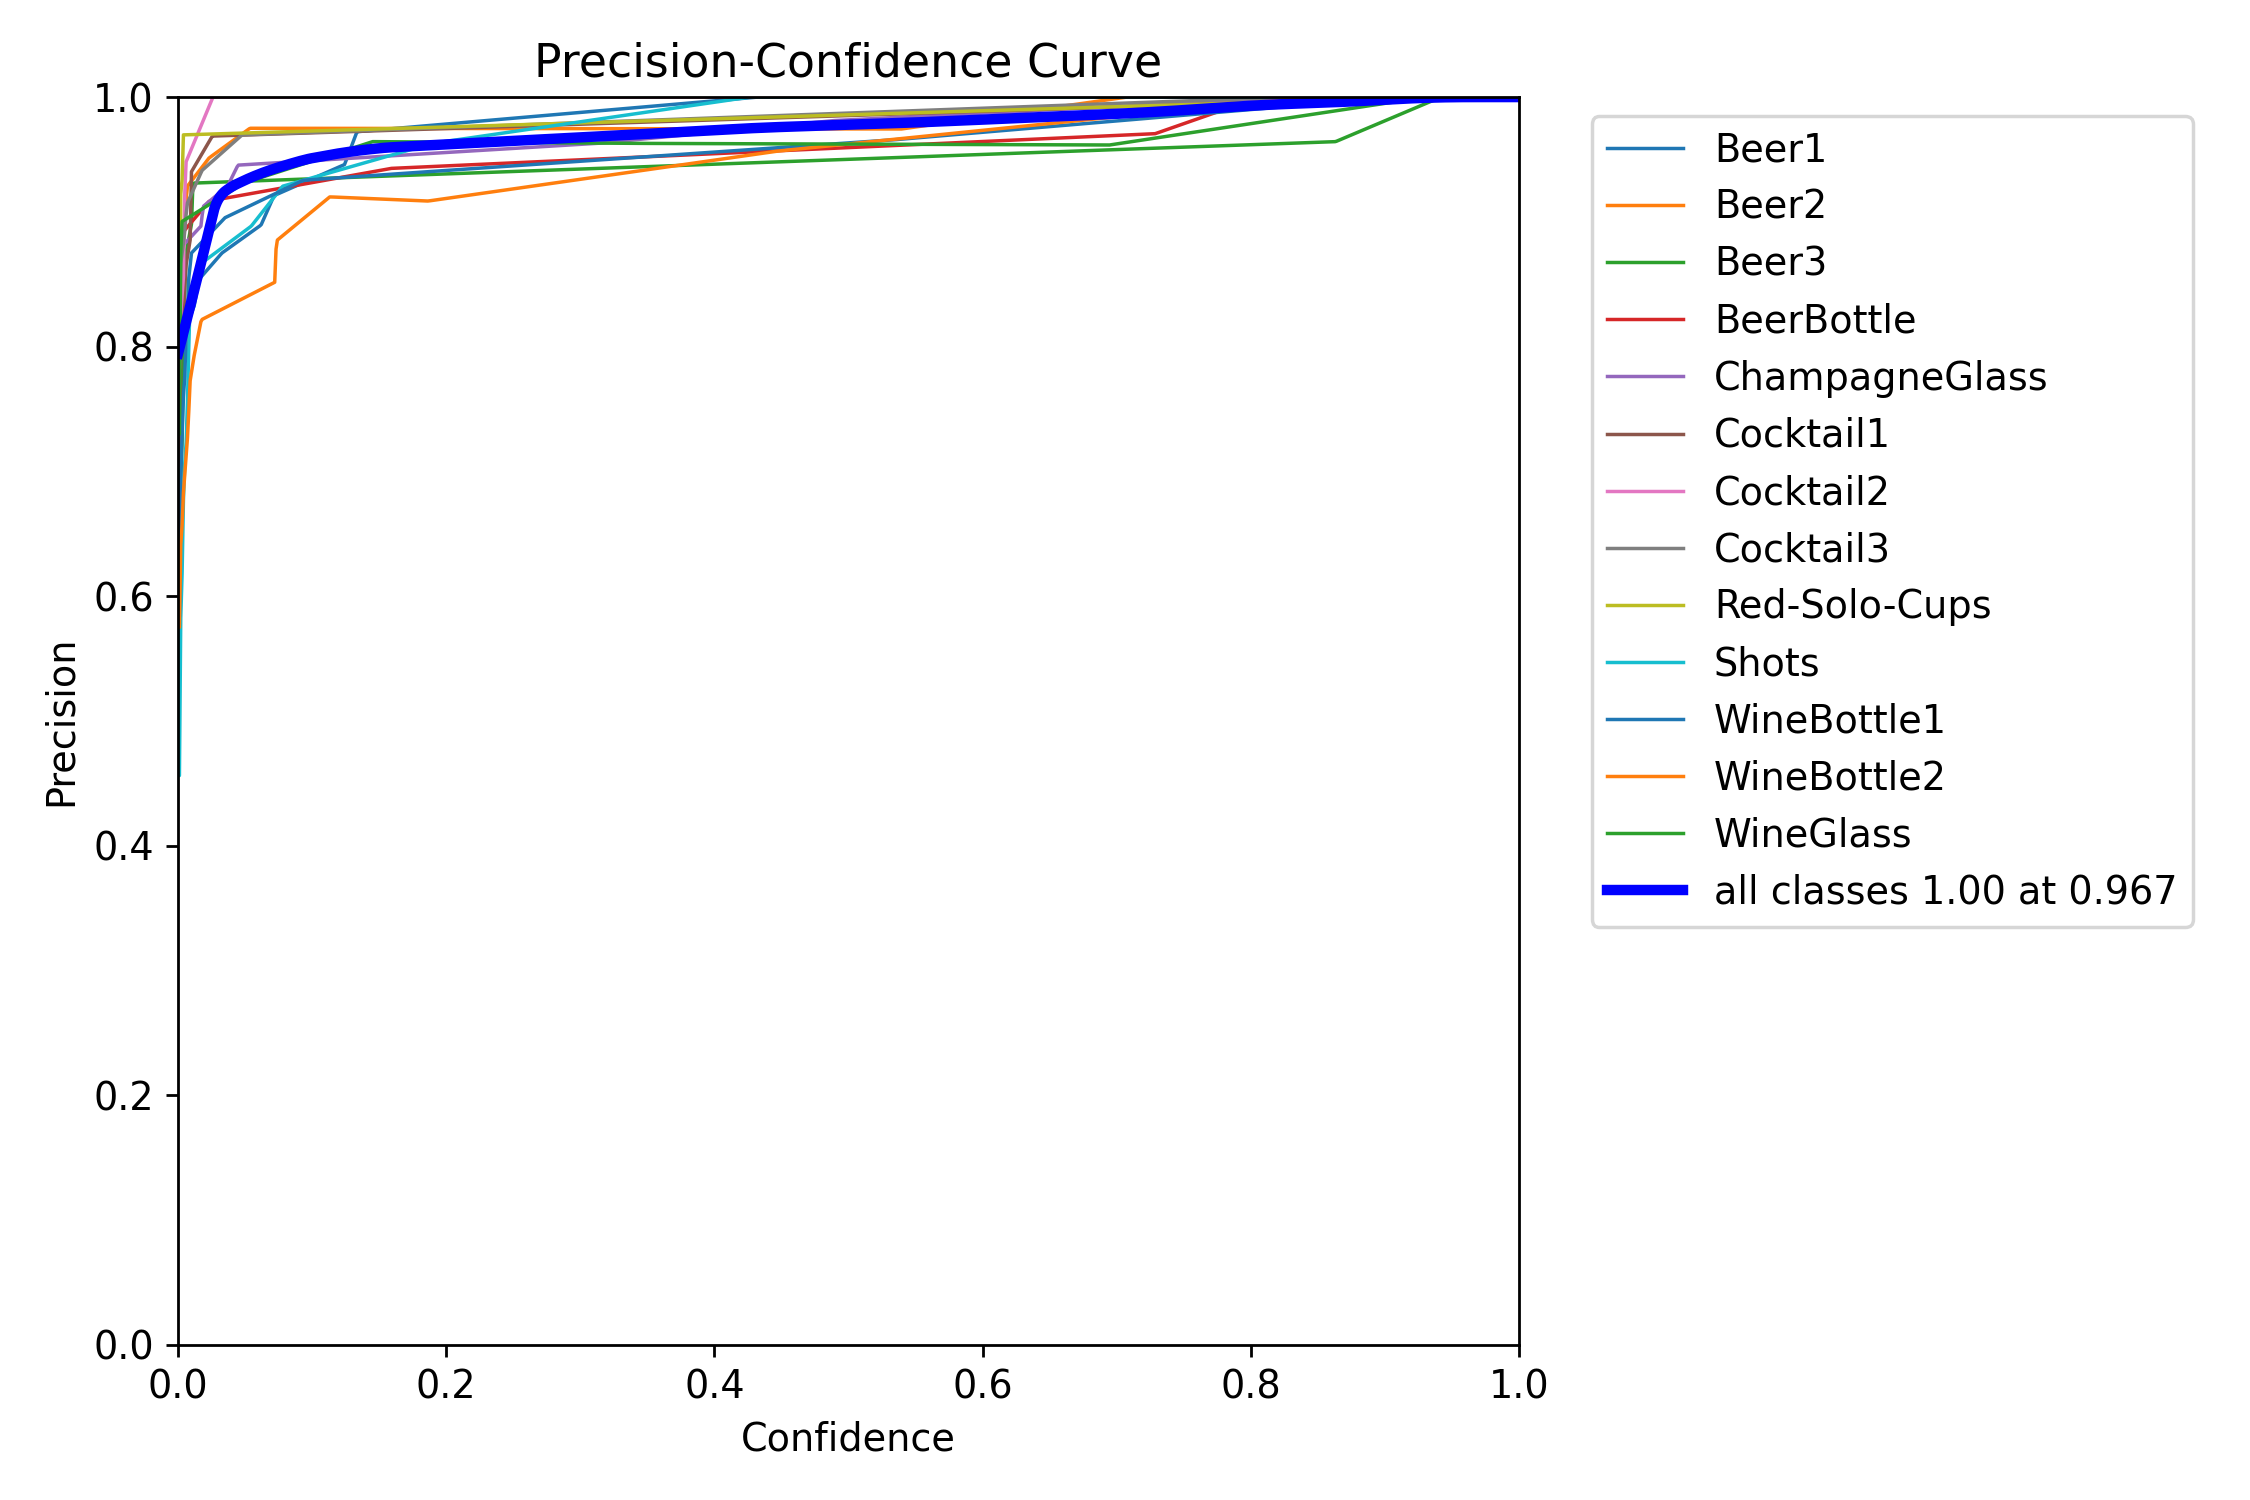 Precision-Confidence Curve
1.0
0.8
0.6
0.4
0.2
0.0
Precision
0.0 0.2 0.4 0.6 0.8 1.0
Confidence
Beer1
Beer2
Beer3
BeerBottle
ChampagneGlass
Cocktail1
Cocktail2
Cocktail3
Red-Solo-Cups
Shots
WineBottle1
WineBottle2
WineGlass
all classes 1.00 at 0.967